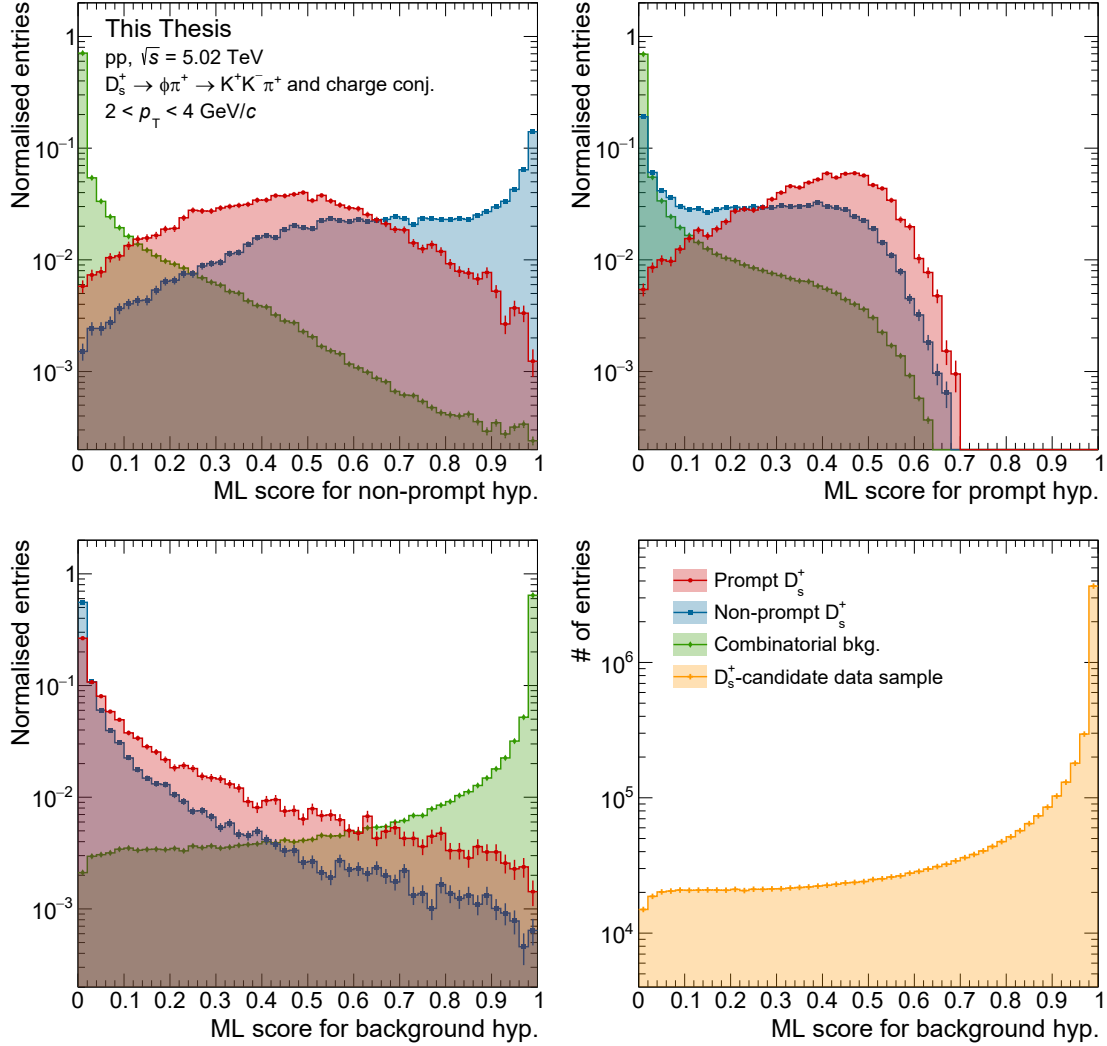 This Thesis
pp, √s = 5.02 TeV
D_s^+ → ϕπ^+ → K^+K^-π^+ and charge conj.
2 < p_T < 4 GeV/c
Normalised entries
1
10^-1
10^-2
10^-3
0 0.1 0.2 0.3 0.4 0.5 0.6 0.7 0.8 0.9 1
ML score for non-prompt hyp.
Normalised entries
1
10^-1
10^-2
10^-3
0 0.1 0.2 0.3 0.4 0.5 0.6 0.7 0.8 0.9 1
ML score for prompt hyp.
Normalised entries
1
10^-1
10^-2
10^-3
0 0.1 0.2 0.3 0.4 0.5 0.6 0.7 0.8 0.9 1
ML score for background hyp.
# of entries
10^6
10^5
10^4
Prompt D_s^+
Non-prompt D_s^+
Combinatorial bkg.
D_s^+-candidate data sample
0 0.1 0.2 0.3 0.4 0.5 0.6 0.7 0.8 0.9 1
ML score for background hyp.